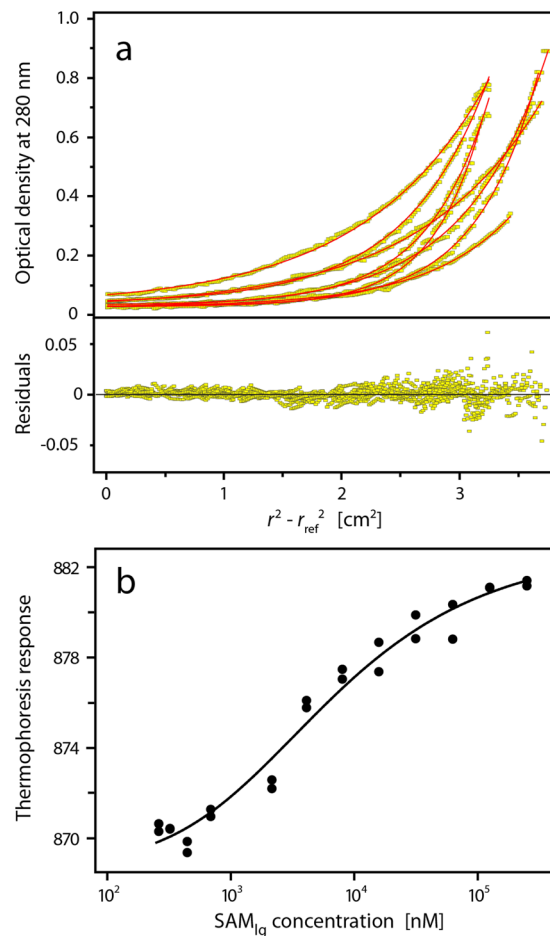 a
1.0
0.8
0.6
0.4
0.2
0
Optical density at 280 nm
0.05
0
-0.05
Residuals
0
1
2
3
r² - r_ref² [cm²]
b
882
878
874
870
Thermophoresis response
10² 10³ 10⁴ 10⁵
SAM_Ig concentration [nM]